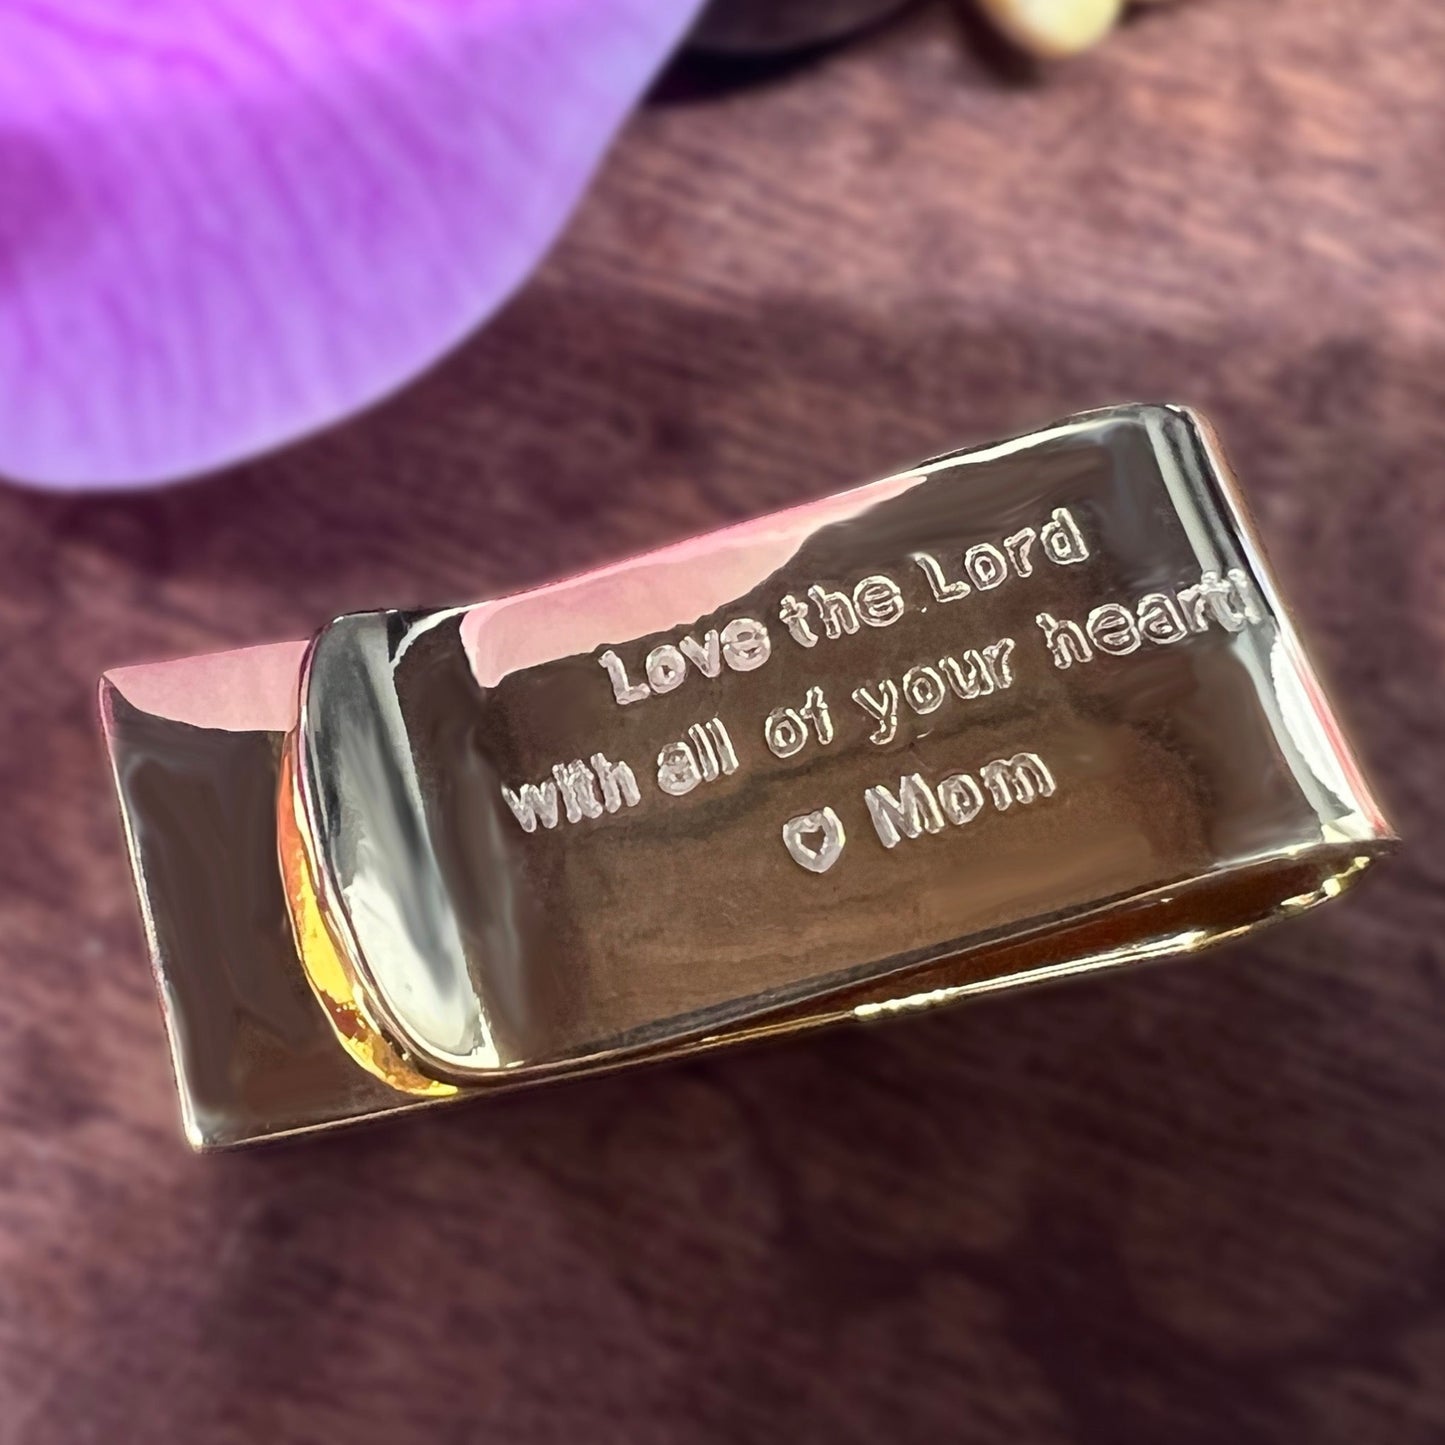 Love the Lord
with all of your heart!
♡ Mom